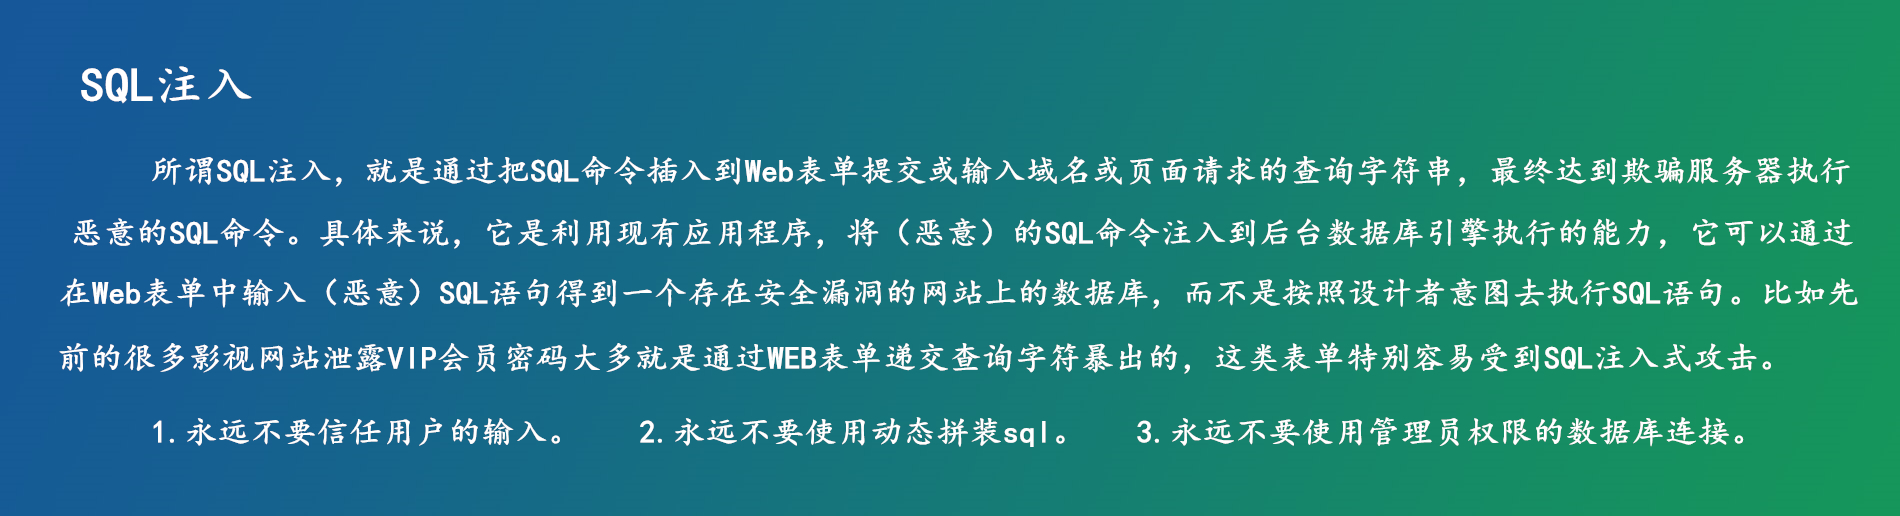 SQL注入
所谓SQL注入，就是通过把SQL命令插入到Web表单提交或输入域名或页面请求的查询字符串，最终达到欺骗服务器执行
恶意的SQL命令。具体来说，它是利用现有应用程序，将（恶意）的SQL命令注入到后台数据库引擎执行的能力，它可以通过
在Web表单中输入（恶意）SQL语句得到一个存在安全漏洞的网站上的数据库，而不是按照设计者意图去执行SQL语句。比如先
前的很多影视网站泄露VIP会员密码大多就是通过WEB表单递交查询字符暴出的，这类表单特别容易受到SQL注入式攻击。
1.永远不要信任用户的输入。 2.永远不要使用动态拼装sql。 3.永远不要使用管理员权限的数据库连接。